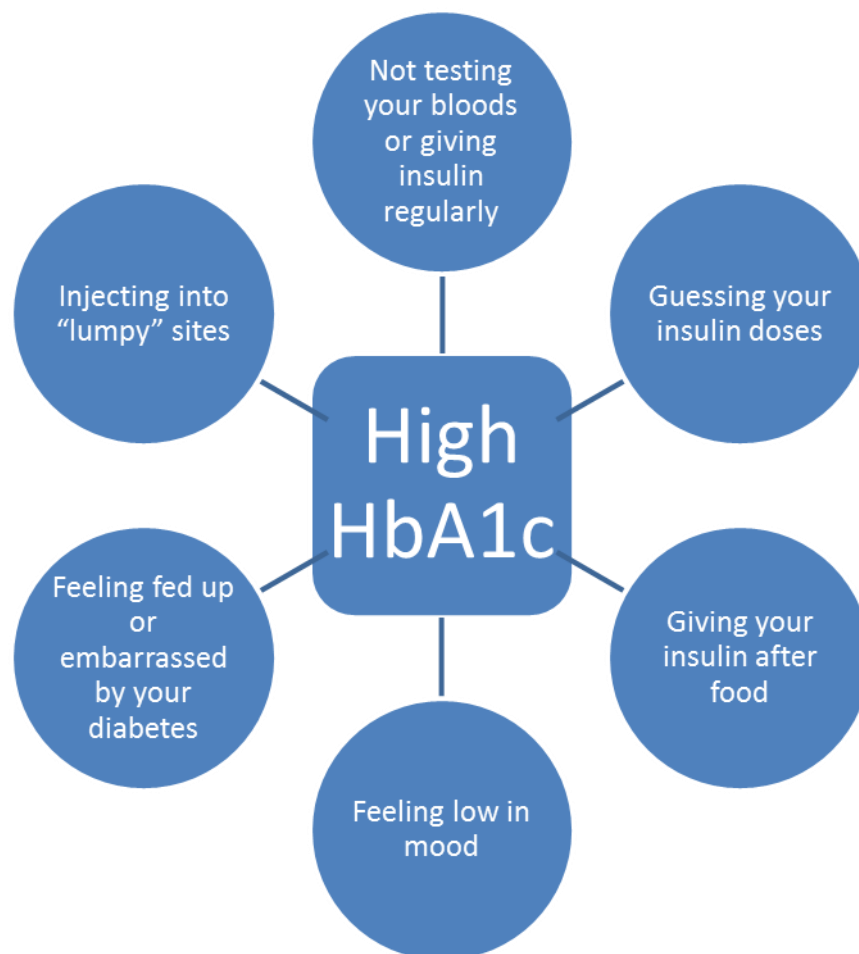 Not testing
your bloods
or giving
insulin
regularly
Injecting into
“lumpy” sites
Guessing your
insulin doses
High
HbA1c
Feeling fed up
or
embarrassed
by your
diabetes
Giving your
insulin after
food
Feeling low in
mood